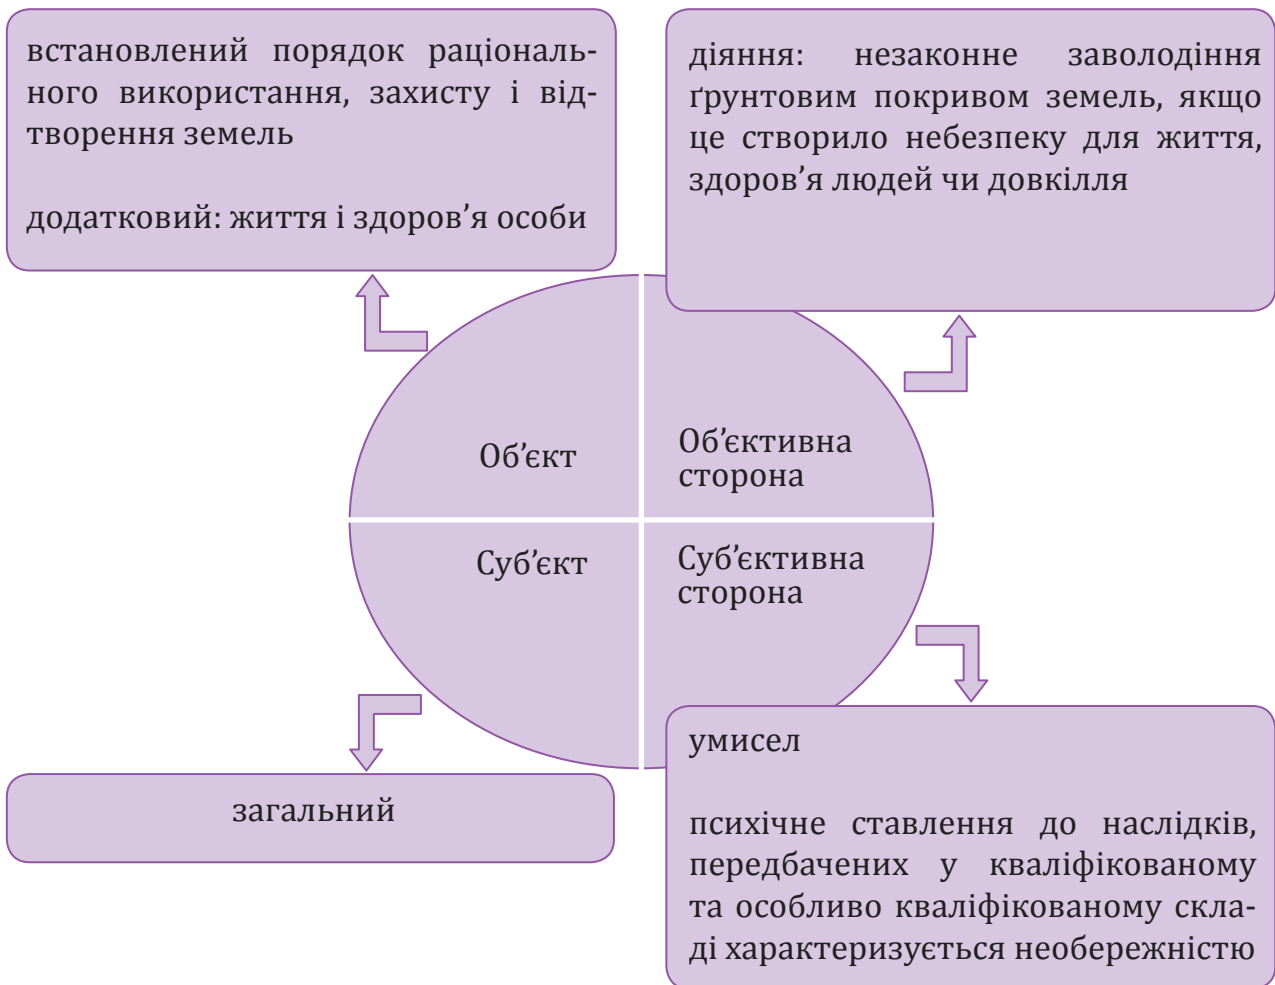 встановлений порядок раціональ-
ного використання, захисту і від-
творення земель
додатковий: життя і здоров’я особи
діяння: незаконне заволодіння
ґрунтовим покривом земель, якщо
це створило небезпеку для життя,
здоров’я людей чи довкілля
Об’єкт
Об’єктивна
сторона
Суб’єкт
Суб’єктивна
сторона
загальний
умисел
психічне ставлення до наслідків,
передбачених у кваліфікованому
та особливо кваліфікованому скла-
ді характеризується необережністю